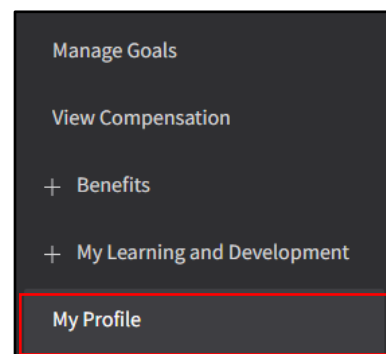 Manage Goals
View Compensation
+ Benefits
+ My Learning and Development
My Profile